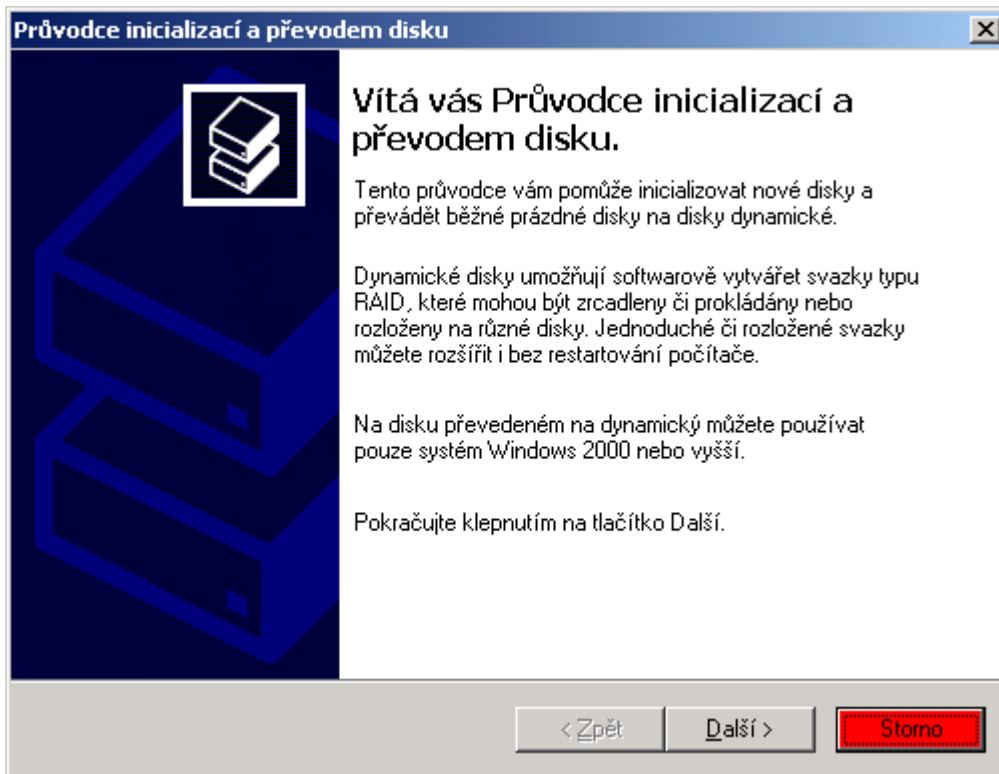 Průvodce inicializací a převodem disku
Vítá vás Průvodce inicializací a
převodem disku.
Tento průvodce vám pomůže inicializovat nové disky a
převádět běžné prázdné disky na disky dynamické.
Dynamické disky umožňují softwarově vytvářet svazky typu
RAID, které mohou být zrcadleny či prokládány nebo
rozloženy na různé disky. Jednoduché či rozložené svazky
můžete rozšířit i bez restartování počítače.
Na disku převedeném na dynamický můžete používat
pouze systém Windows 2000 nebo vyšší.
Pokračujte klepnutím na tlačítko Další.
< Zpět Další > Storno